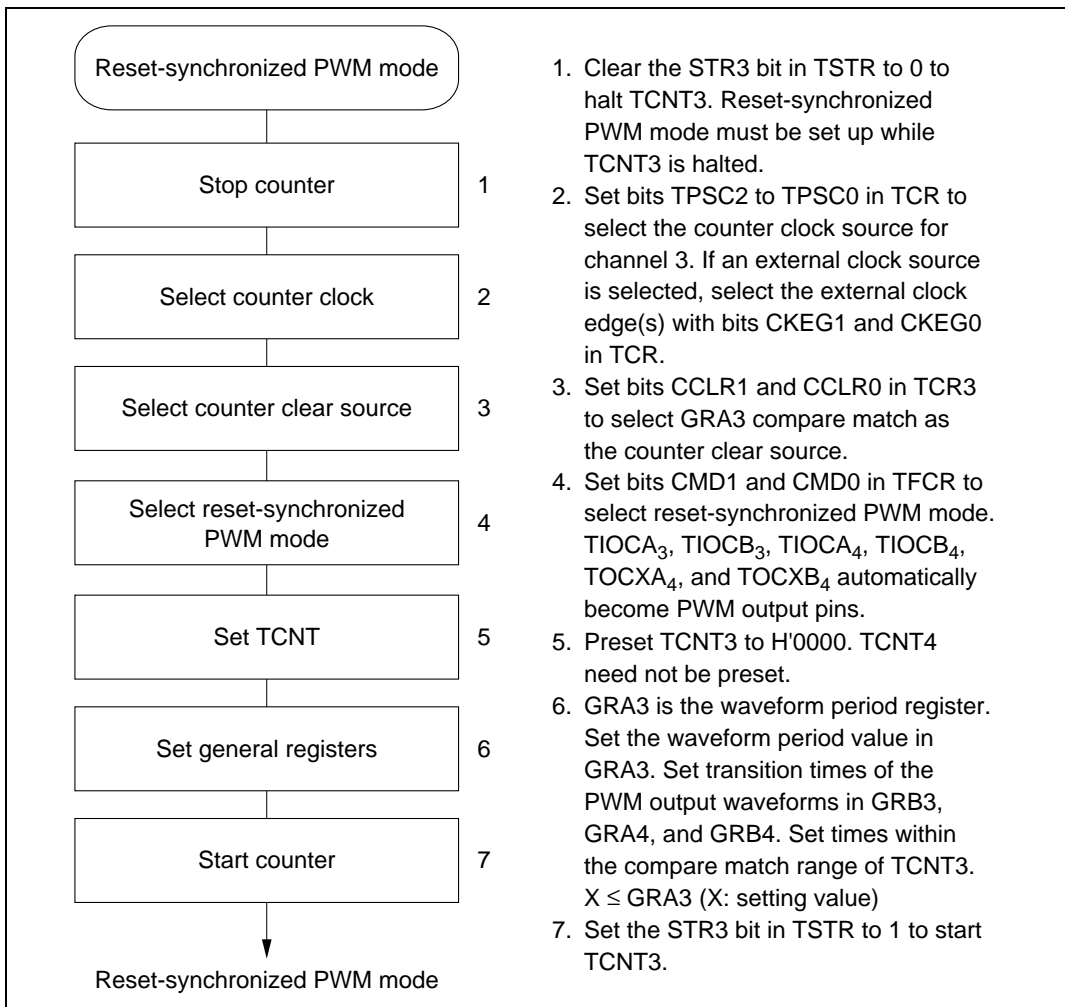 Reset-synchronized PWM mode
Stop counter
1
Select counter clock
2
Select counter clear source
3
Select reset-synchronized
PWM mode
4
Set TCNT
5
Set general registers
6
Start counter
7
Reset-synchronized PWM mode
1. Clear the STR3 bit in TSTR to 0 to
halt TCNT3. Reset-synchronized
PWM mode must be set up while
TCNT3 is halted.
2. Set bits TPSC2 to TPSC0 in TCR to
select the counter clock source for
channel 3. If an external clock source
is selected, select the external clock
edge(s) with bits CKEG1 and CKEG0
in TCR.
3. Set bits CCLR1 and CCLR0 in TCR3
to select GRA3 compare match as
the counter clear source.
4. Set bits CMD1 and CMD0 in TFCR to
select reset-synchronized PWM mode.
TIOCA₃, TIOCB₃, TIOCA₄, TIOCB₄,
TOCXA₄, and TOCXB₄ automatically
become PWM output pins.
5. Preset TCNT3 to H'0000. TCNT4
need not be preset.
6. GRA3 is the waveform period register.
Set the waveform period value in
GRA3. Set transition times of the
PWM output waveforms in GRB3,
GRA4, and GRB4. Set times within
the compare match range of TCNT3.
X ≤ GRA3 (X: setting value)
7. Set the STR3 bit in TSTR to 1 to start
TCNT3.